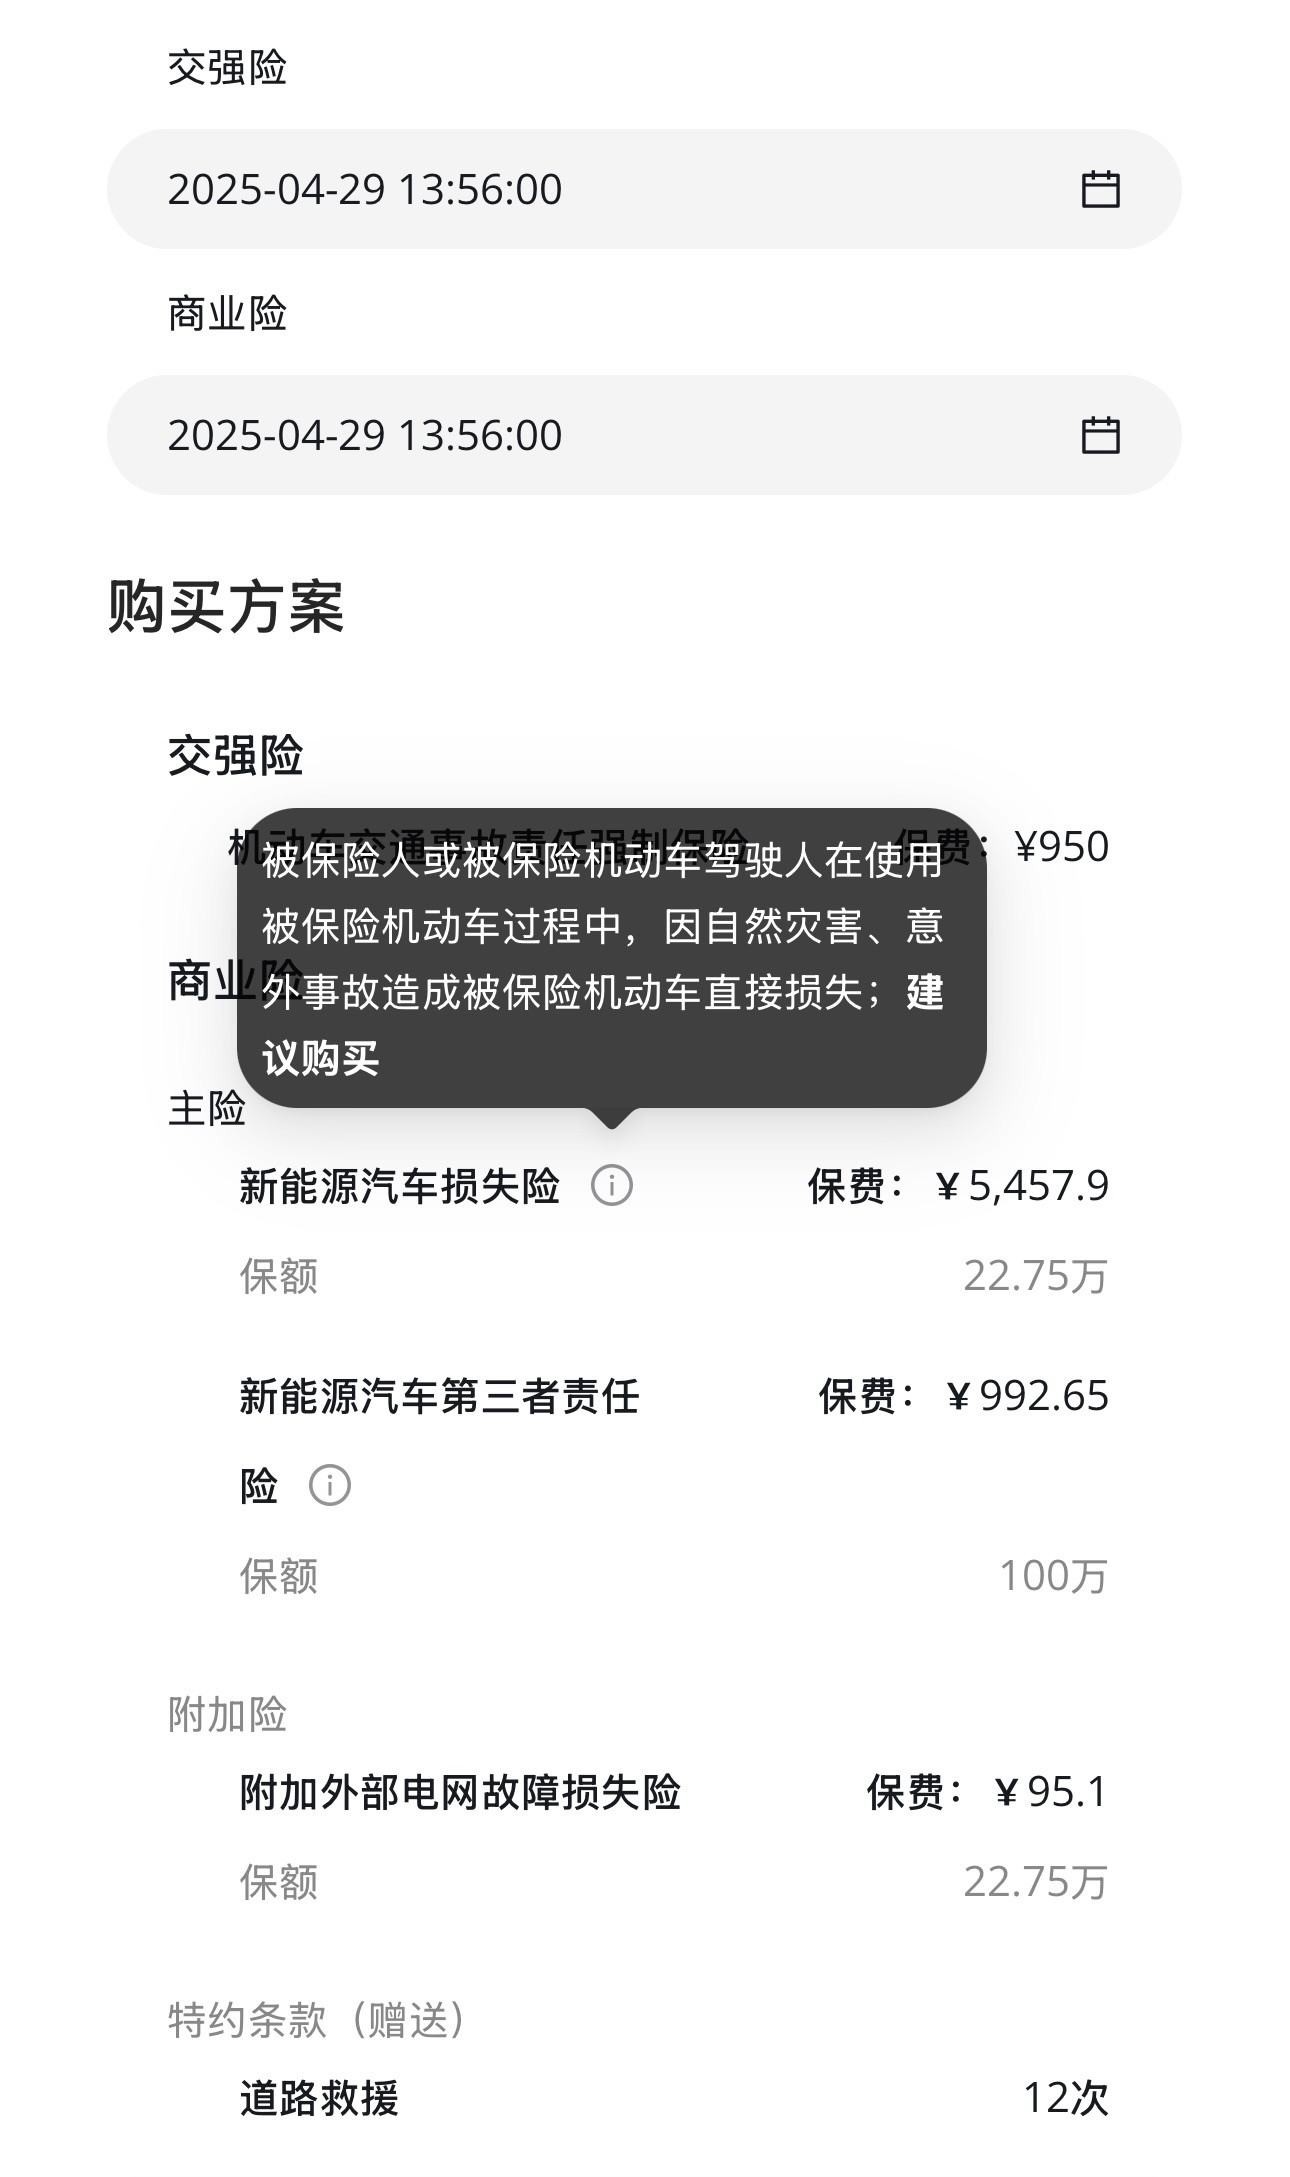 交强险
2025-04-29 13:56:00
商业险
2025-04-29 13:56:00
购买方案
交强险
机动车交通事故责任强制保险 保费：¥950
被保险人或被保险机动车驾驶人在使用
被保险机动车过程中，因自然灾害、意
外事故造成被保险机动车直接损失；建
议购买
商业险
主险
新能源汽车损失险 保费：￥5,457.9
保额 22.75万
新能源汽车第三者责任 保费：￥992.65
险
保额 100万
附加险
附加外部电网故障损失险 保费：￥95.1
保额 22.75万
特约条款（赠送）
道路救援 12次